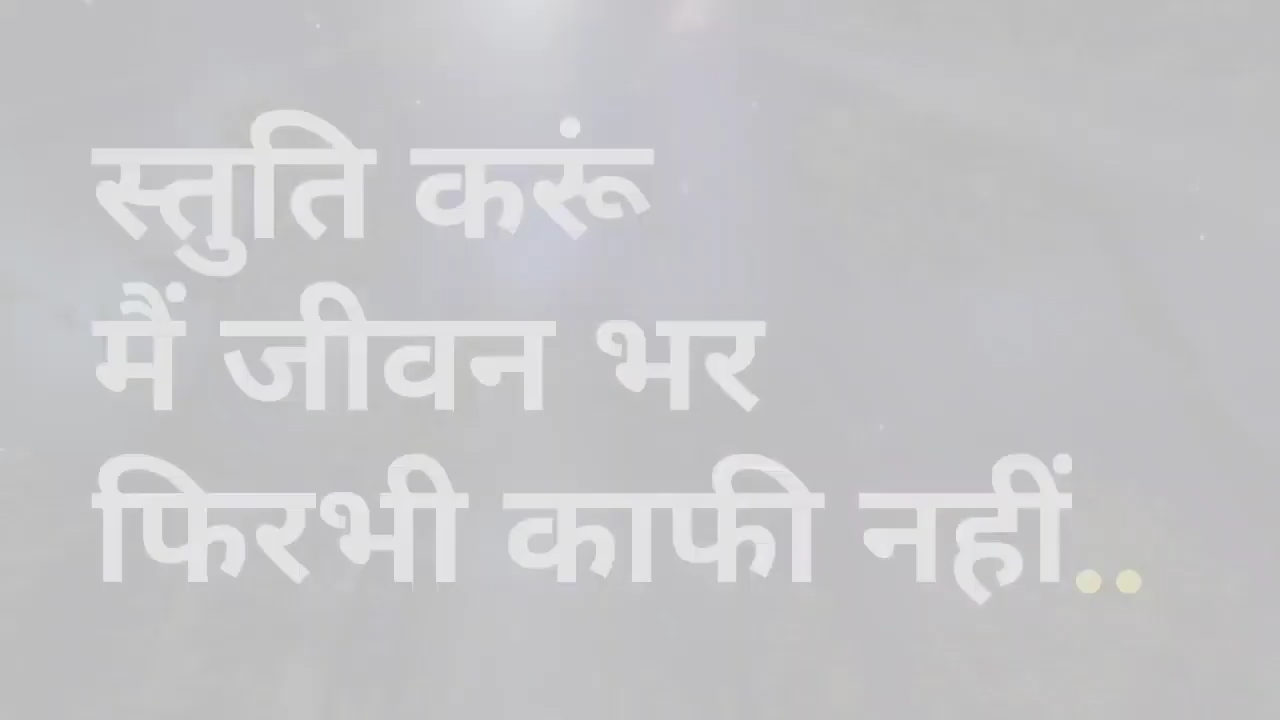 स्तुति करूं
मैं जीवन भर
फिरभी काफी नहीं..